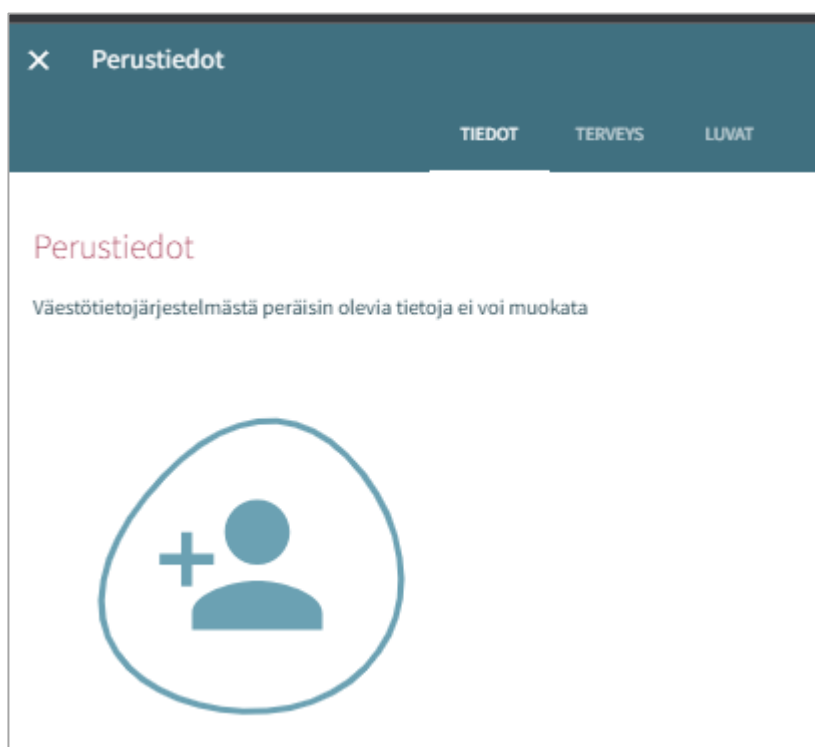 Perustiedot
TIEDOT TERVEYS LUVAT
Perustiedot
Väestötietojärjestelmästä peräisin olevia tietoja ei voi muokata